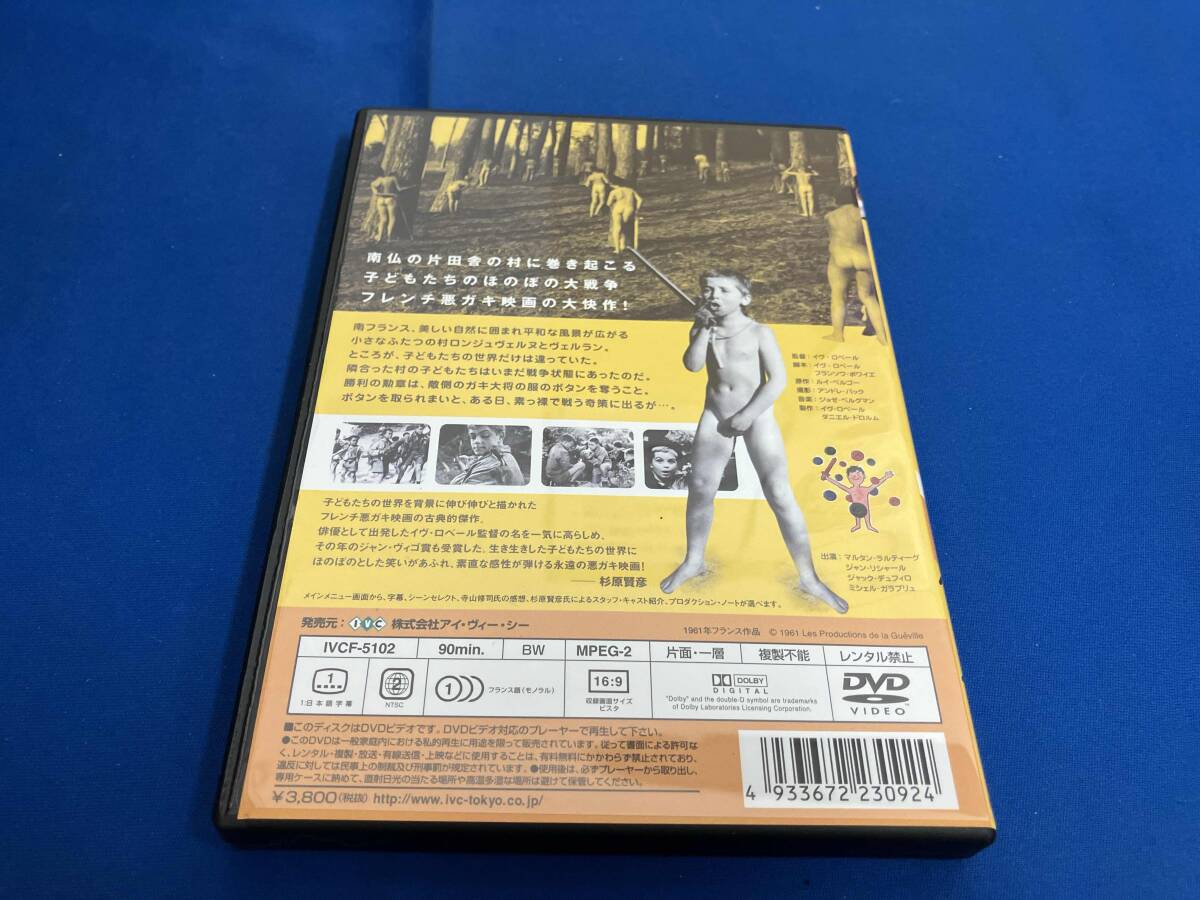 南仏の片田舎の村に巻き起こる
子どもたちのほのぼの大戦争
フレンチ悪ガキ映画の大快作！
南フランス、美しい自然に囲まれ平和な風景が広がる
小さなふたつの村ロンジュヴェルヌとヴェルラン。
ところが、子どもたちの世界だけは違っていた。
隣合った村の子どもたちはいまだ戦争状態にあったのだ。
勝利の勲章は、敵側のガキ大将の服のボタンを奪うこと。
ボタンを取られまいと、ある日、素っ裸で戦う奇策に出るが…。
監督：イヴ・ロベール
脚本：イヴ・ロベール
フランソワ・ボワイエ
原作：ルイ・ペルゴー
撮影：アンドレ・バック
音楽：ジョゼ・ベルグマン
製作：イヴ・ロベール
ダニエル・ドロルム
子どもたちの世界を背景に伸び伸びと描かれた
フレンチ悪ガキ映画の古典的傑作。
俳優として出発したイヴ・ロベール監督の名を一気に高らしめ、
その年のジャン・ヴィゴ賞も受賞した。生き生きした子どもたちの世界に
ほのぼのとした笑いがあふれ、素直な感性が弾ける永遠の悪ガキ映画！
——杉原賢彦
出演：マルタン・ラルティーグ
ジャン・リシャール
ジャック・デュフィロ
ミシェル・ガラブリュ
メインメニュー画面から、字幕、シーンセレクト、寺山修司氏の感想、杉原賢彦氏によるスタッフ・キャスト紹介、プロダクション・ノートが選べます。
発売元：IVC 株式会社アイ・ヴィー・シー
1961年フランス作品 © 1961 Les Productions de la Guéville
IVCF-5102 90min. BW MPEG-2 片面・一層 複製不能 レンタル禁止
1 1:日本語字幕
2 NTSC
1 フランス語(モノラル)
16:9 収録画面サイズ ビスタ
DOLBY DIGITAL
"Dolby" and the double-D symbol are trademarks
of Dolby Laboratories Licensing Corporation.
DVD VIDEO
■このディスクはDVDビデオです。DVDビデオ対応のプレーヤーで再生して下さい。
●このDVDは一般家庭内における私的再生に用途を限って販売されています。従って書面による許可な
く、レンタル・複製・放送・有線送信・上映などに使用することは、有料無料にかかわらず禁止されており、
違反に対しては民事上の制裁及び刑事罰が規定されています。●使用後は、必ずプレーヤーから取り出し、
専用ケースに納めて、直射日光の当たる場所や高温多湿な場所は避けて保管してください。
¥3,800(税抜) http://www.ivc-tokyo.co.jp/
4 933672 230924